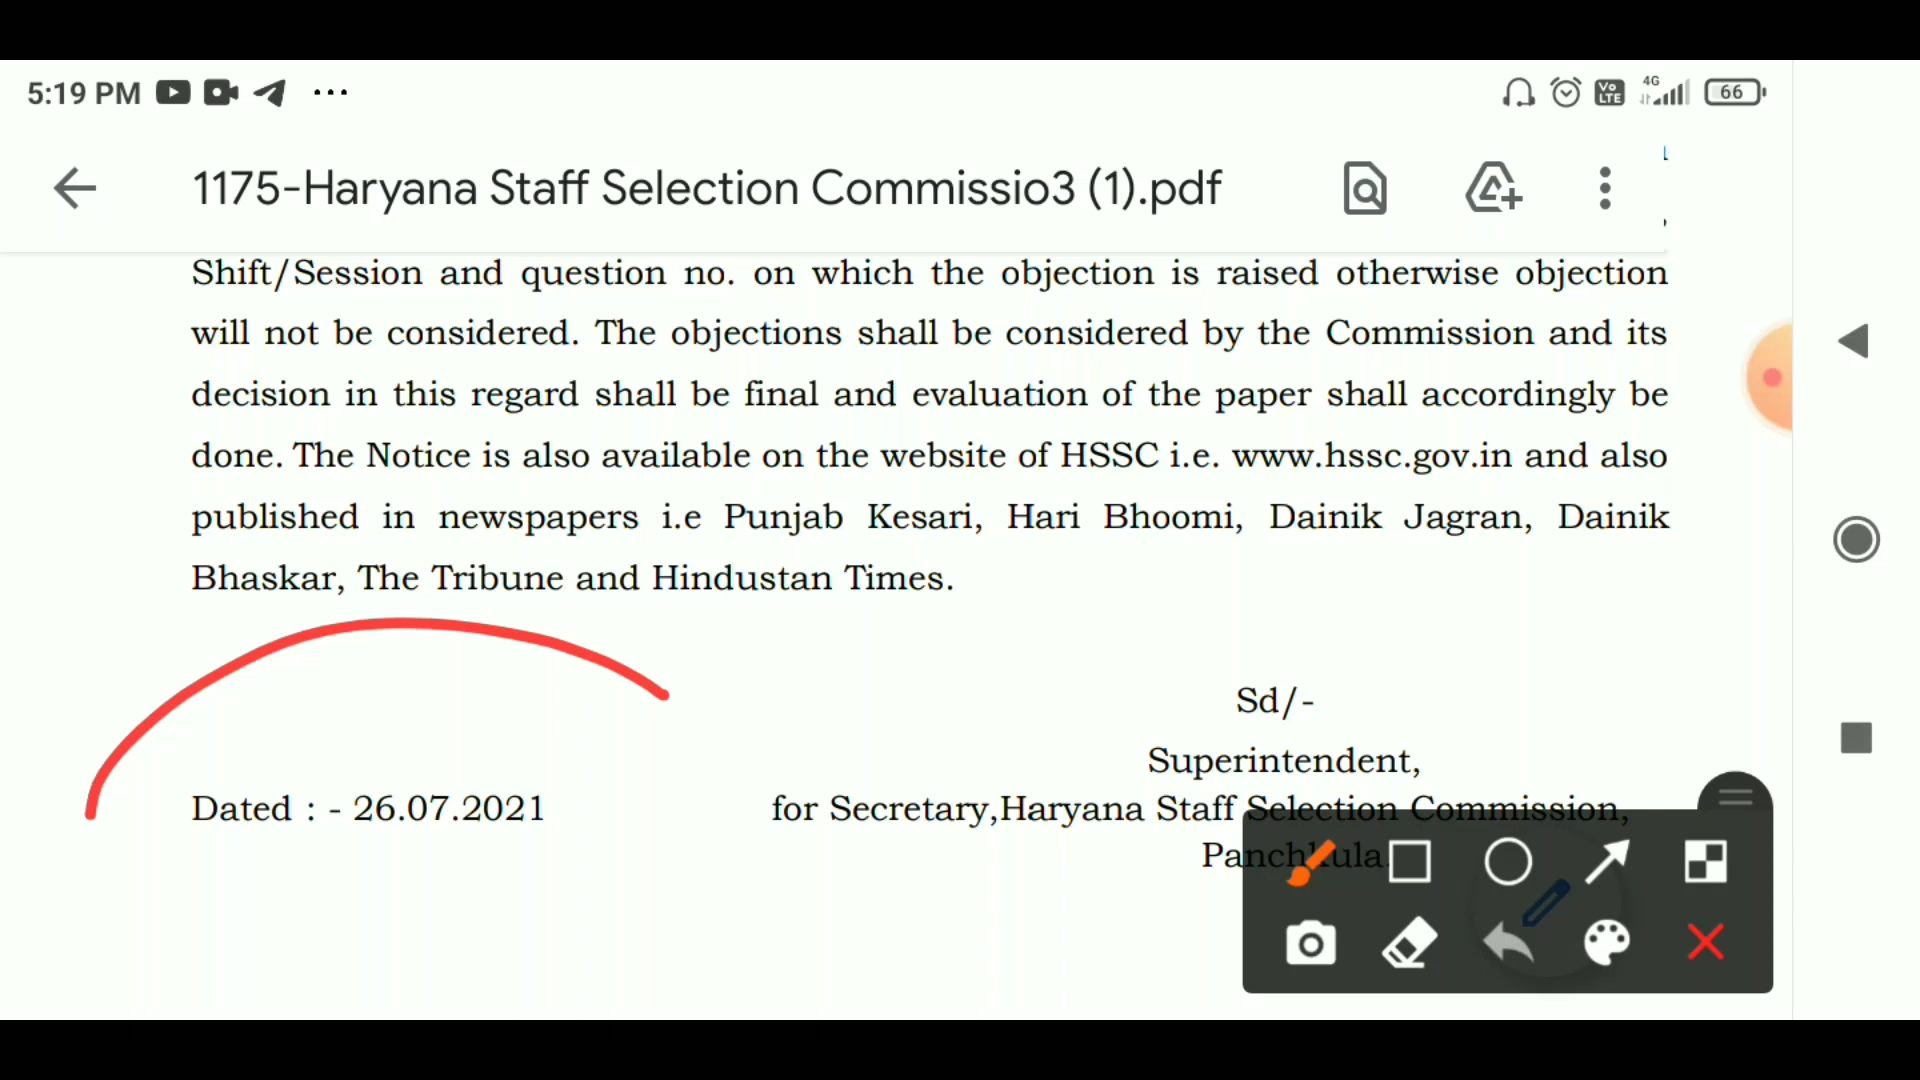 5:19 PM
Vo LTE 4G 66
1175-Haryana Staff Selection Commissio3 (1).pdf
Shift/Session and question no. on which the objection is raised otherwise objection
will not be considered. The objections shall be considered by the Commission and its
decision in this regard shall be final and evaluation of the paper shall accordingly be
done. The Notice is also available on the website of HSSC i.e. www.hssc.gov.in and also
published in newspapers i.e Punjab Kesari, Hari Bhoomi, Dainik Jagran, Dainik
Bhaskar, The Tribune and Hindustan Times.
Sd/-
Superintendent,
Dated : - 26.07.2021 for Secretary,Haryana Staff Selection Commission,
Panchkula.